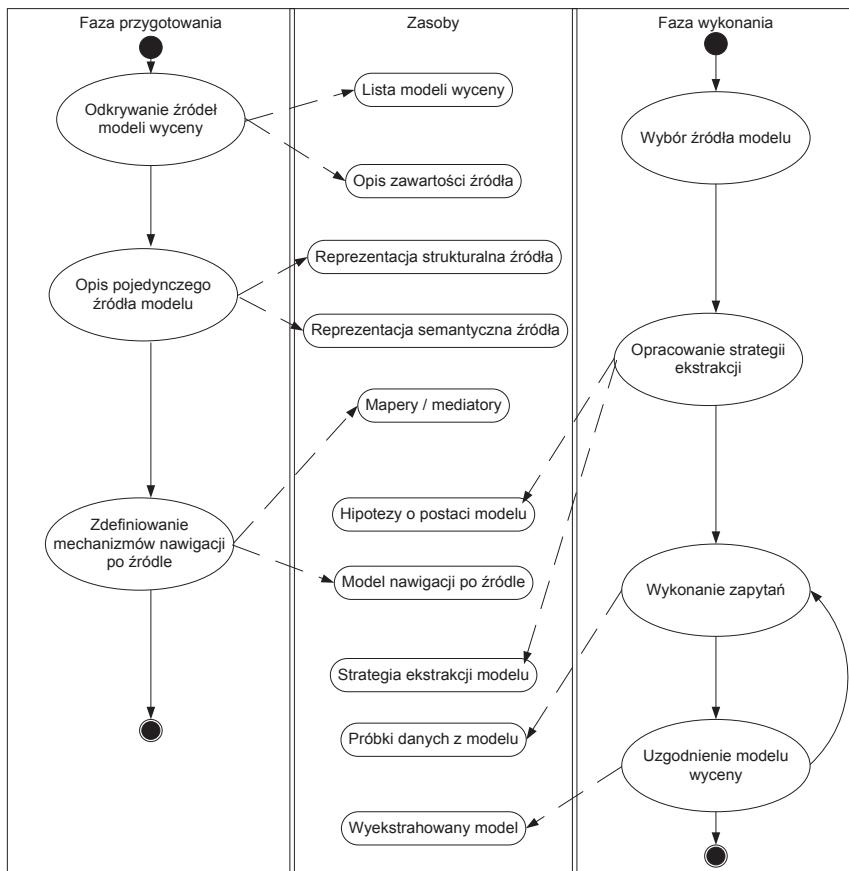 Faza przygotowania
Zasoby
Faza wykonania
Odkrywanie źródeł
modeli wyceny
Lista modeli wyceny
Wybór źródła modelu
Opis zawartości źródła
Reprezentacja strukturalna źródła
Opis pojedynczego
źródła modelu
Reprezentacja semantyczna źródła
Opracowanie strategii
ekstrakcji
Mapery / mediatory
Hipotezy o postaci modelu
Zdefiniowanie
mechanizmów nawigacji
po źródle
Model nawigacji po źródle
Wykonanie zapytań
Strategia ekstrakcji modelu
Próbki danych z modelu
Uzgodnienie modelu
wyceny
Wyekstrahowany model